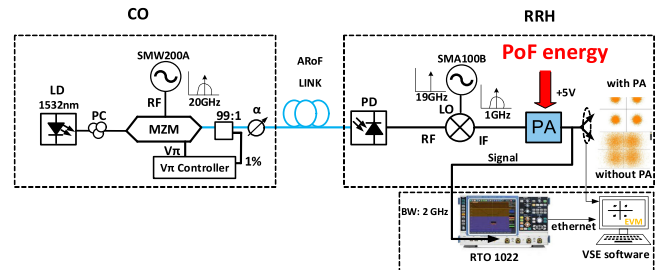 CO
RRH
SMW200A
SMA100B
PoF energy
ARoF
LINK
LD
1532nm
PC
RF
20GHz
MZM
99:1
α
Vπ
Vπ Controller
1%
PD
RF
19GHz
LO
1GHz
IF
+5V
PA
with PA
without PA
Signal
BW: 2 GHz
RTO 1022
ethernet
EVM
VSE software